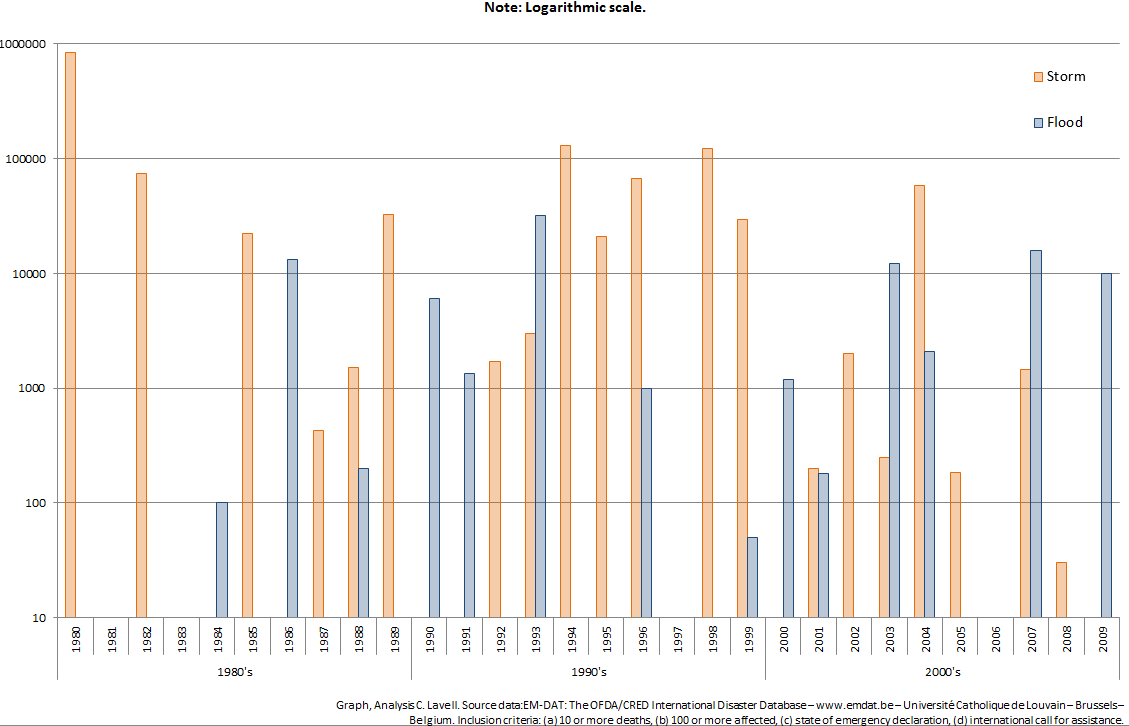 Note: Logarithmic scale.
1000000
Storm
Flood
100000
10000
1000
100
10
1980 1981 1982 1983 1984 1985 1986 1987 1988 1989 1990 1991 1992 1993 1994 1995 1996 1997 1998 1999 2000 2001 2002 2003 2004 2005 2006 2007 2008 2009
1980's 1990's 2000's
Graph, Analysis C. Lavell. Source data:EM-DAT: The OFDA/CRED International Disaster Database – www.emdat.be – Université Catholique de Louvain – Brussels –
Belgium. Inclusion criteria: (a) 10 or more deaths, (b) 100 or more affected, (c) state of emergency declaration, (d) international call for assistance.